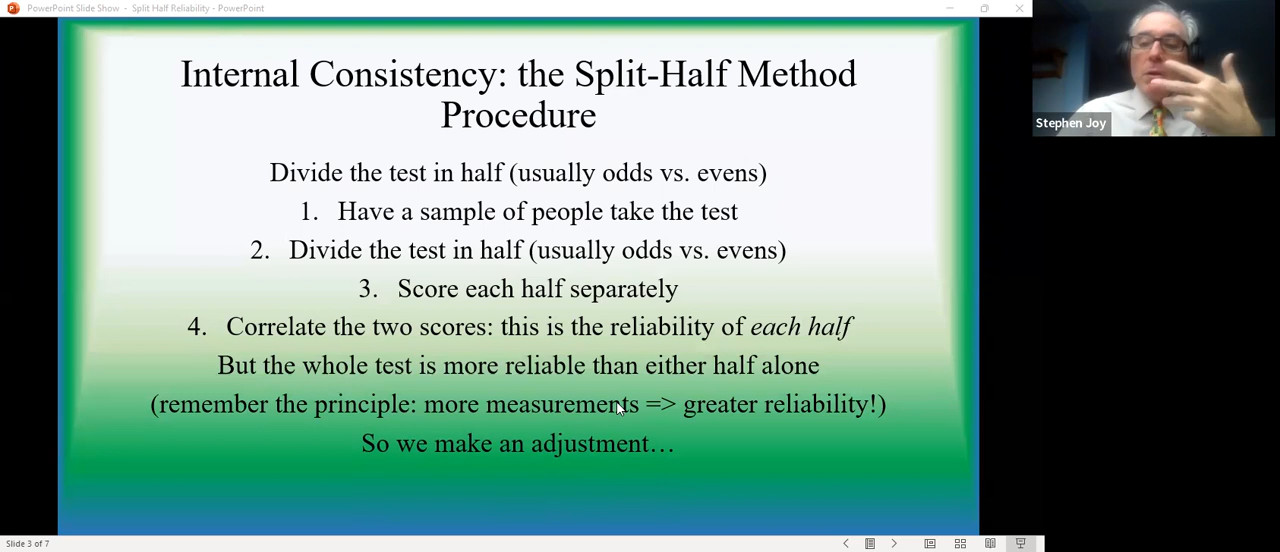 PowerPoint Slide Show - Split Half Reliability - PowerPoint
Internal Consistency: the Split-Half Method
Procedure
Divide the test in half (usually odds vs. evens)
1. Have a sample of people take the test
2. Divide the test in half (usually odds vs. evens)
3. Score each half separately
4. Correlate the two scores: this is the reliability of each half
But the whole test is more reliable than either half alone
(remember the principle: more measurements => greater reliability!)
So we make an adjustment…
Stephen Joy
Slide 3 of 7